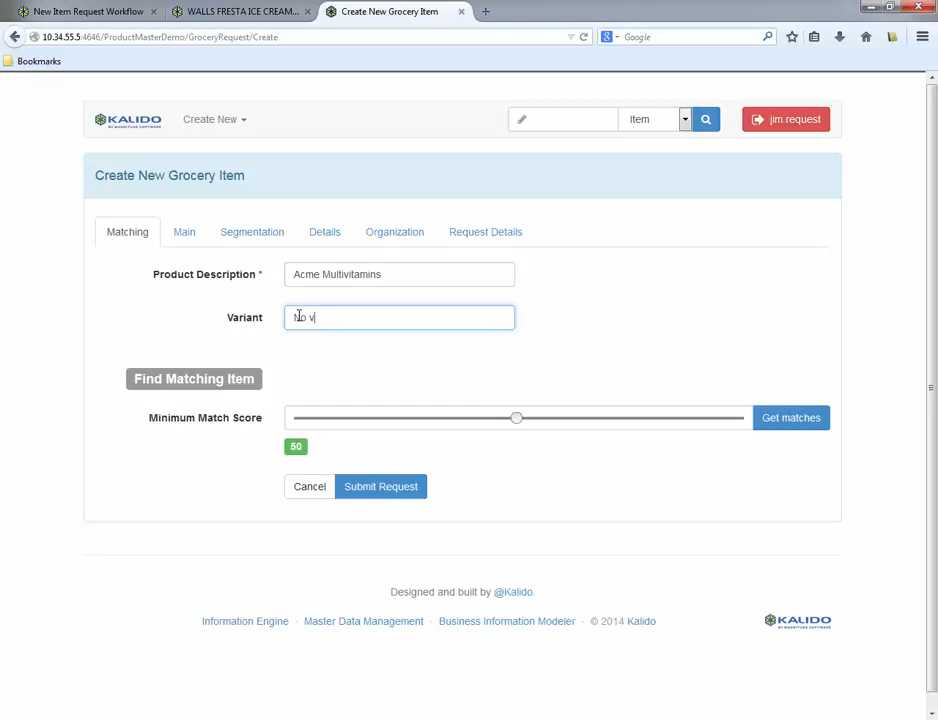 New Item Request Workflow
WALLS FRESTA ICE CREAM...
Create New Grocery Item
10.34.55.5:4646/ProductMasterDemo/GroceryRequest/Create
Google
Bookmarks
KALIDO
Create New
Item
jim.request
Create New Grocery Item
Matching
Main
Segmentation
Details
Organization
Request Details
Product Description *
Acme Multivitamins
Variant
No v
Find Matching Item
Minimum Match Score
Get matches
50
Cancel
Submit Request
Designed and built by @Kalido.
Information Engine · Master Data Management · Business Information Modeler · © 2014 Kalido
KALIDO